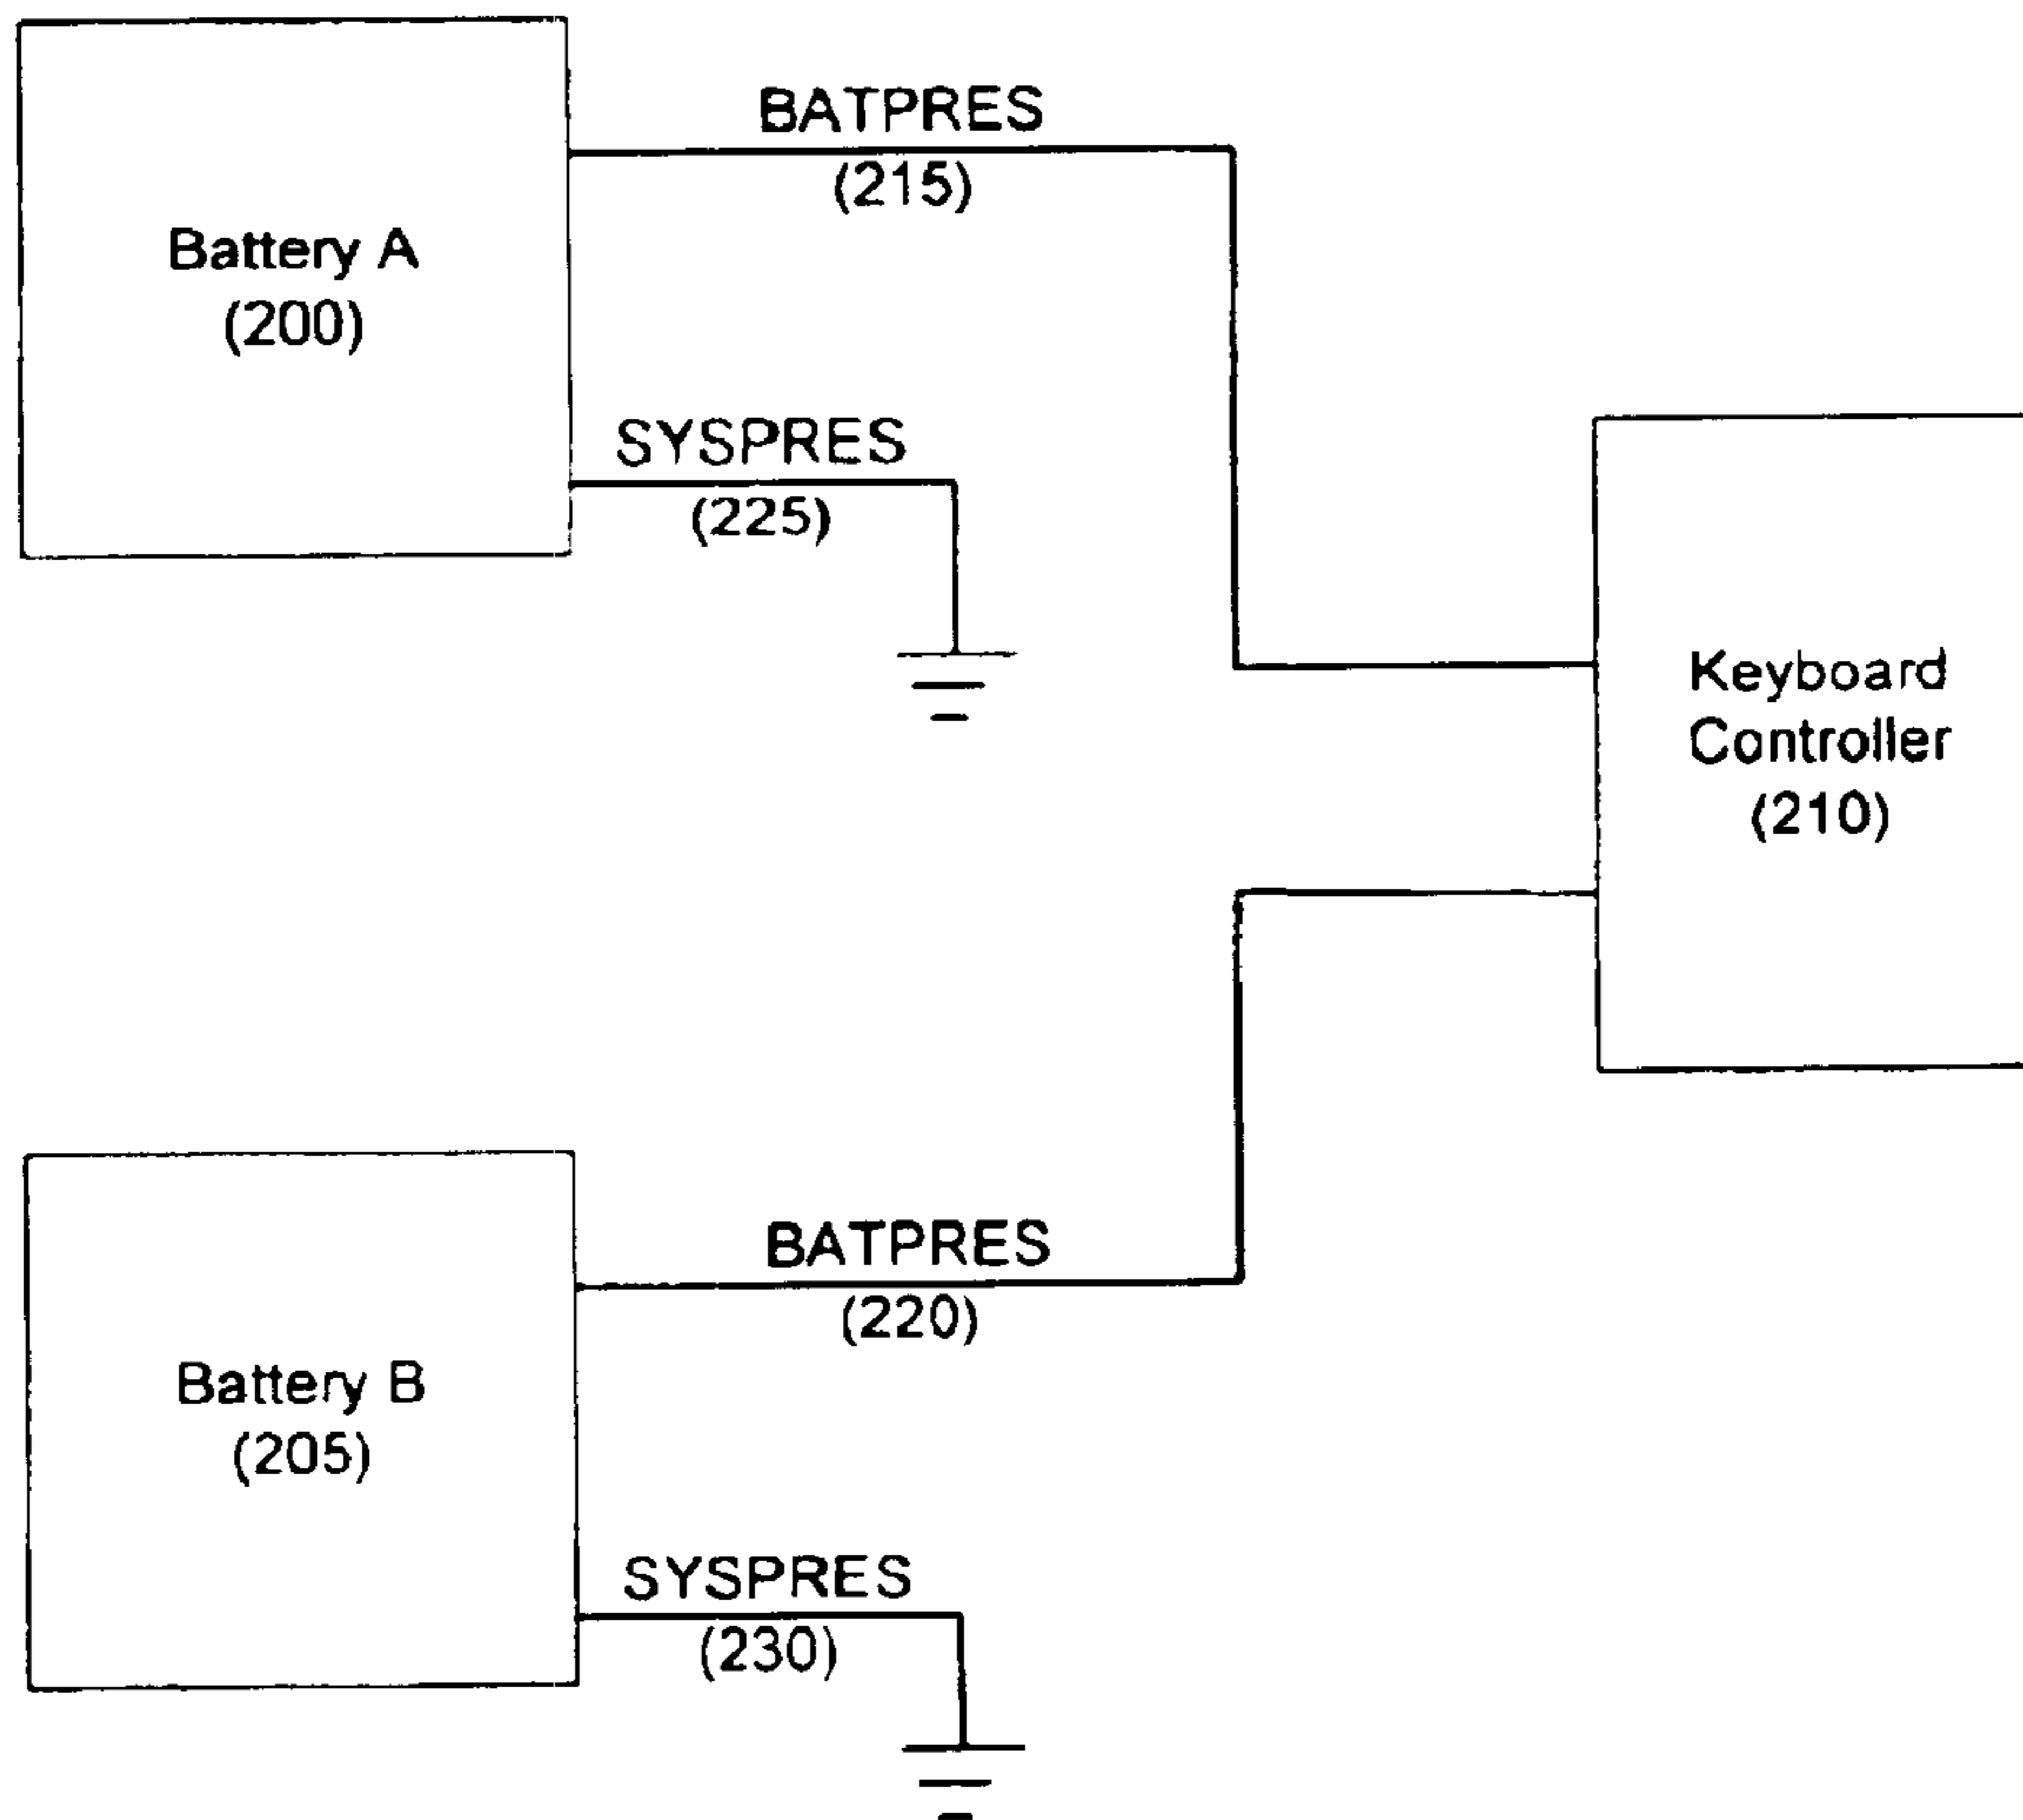 BATPRES
(215)
Battery A
(200)
SYSPRES
(225)
Keyboard
Controller
(210)
BATPRES
(220)
Battery B
(205)
SYSPRES
(230)